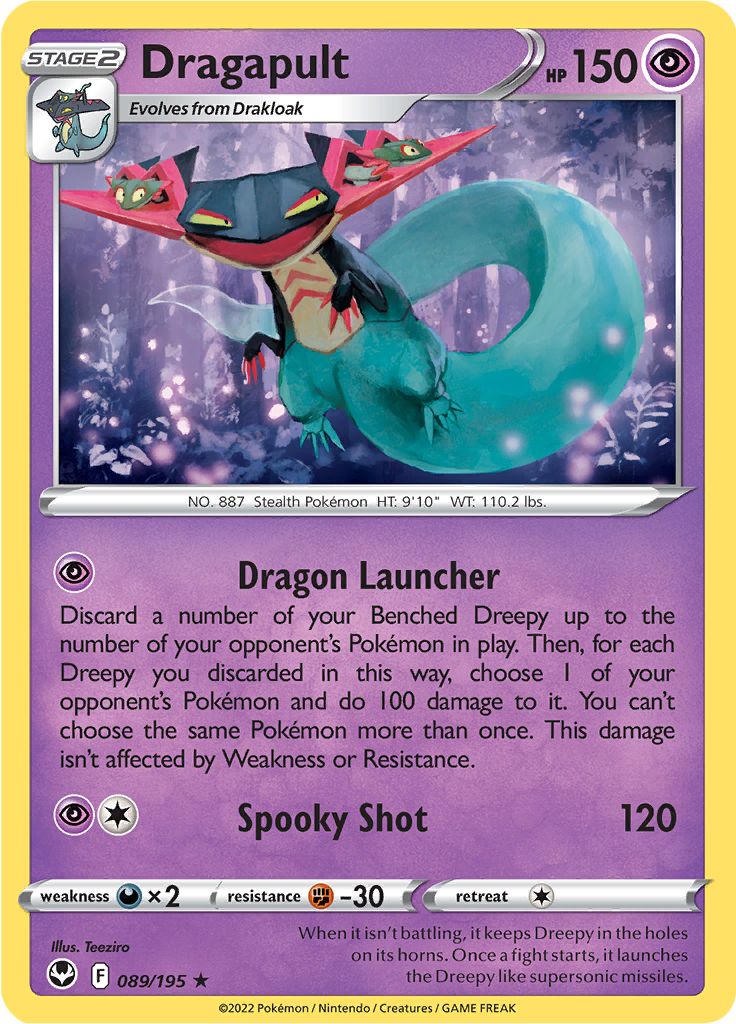 STAGE 2
Dragapult
HP 150
Evolves from Drakloak
NO. 887 Stealth Pokémon HT: 9'10" WT: 110.2 lbs.
Dragon Launcher
Discard a number of your Benched Dreepy up to the
number of your opponent's Pokémon in play. Then, for each
Dreepy you discarded in this way, choose 1 of your
opponent's Pokémon and do 100 damage to it. You can't
choose the same Pokémon more than once. This damage
isn't affected by Weakness or Resistance.
Spooky Shot 120
weakness ×2 resistance -30 retreat
Illus. Teeziro
When it isn't battling, it keeps Dreepy in the holes
on its horns. Once a fight starts, it launches
the Dreepy like supersonic missiles.
F 089/195 ★
©2022 Pokémon / Nintendo / Creatures / GAME FREAK